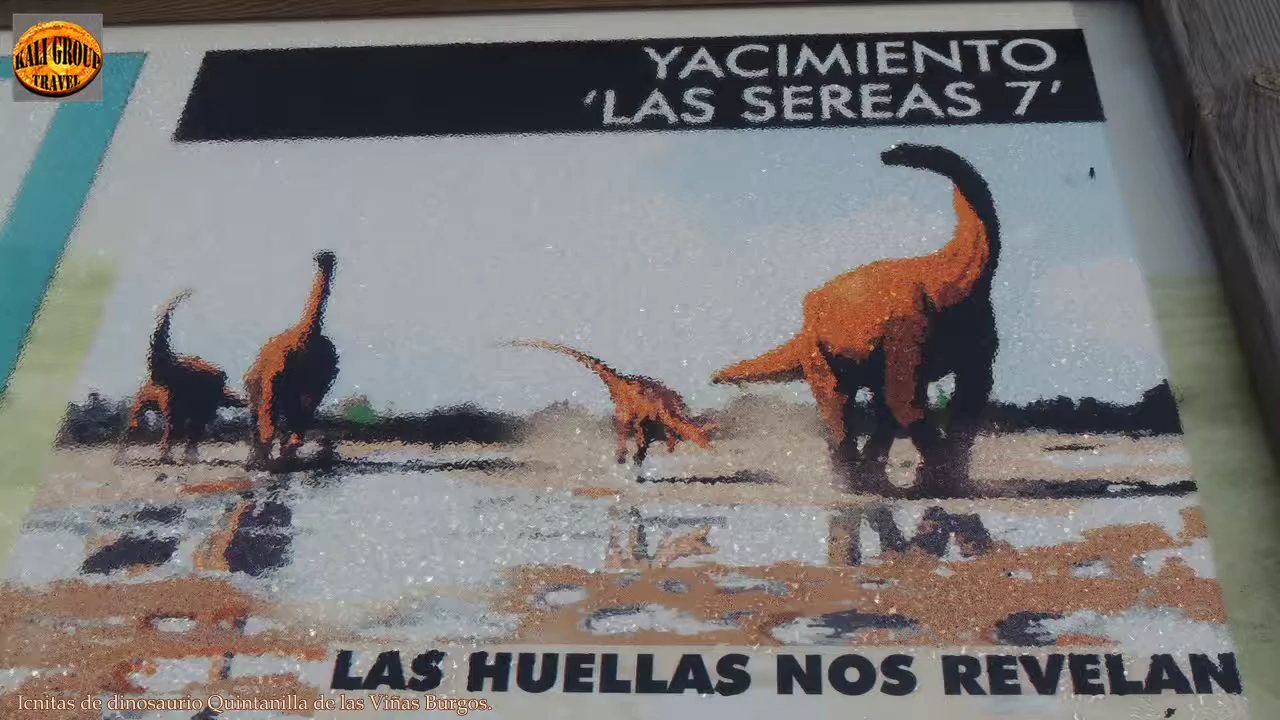 KALI GROUP
TRAVEL
YACIMIENTO
‘LAS SEREAS 7’
LAS HUELLAS NOS REVELAN
Icnitas de dinosaurio Quintanilla de las Viñas Burgos.